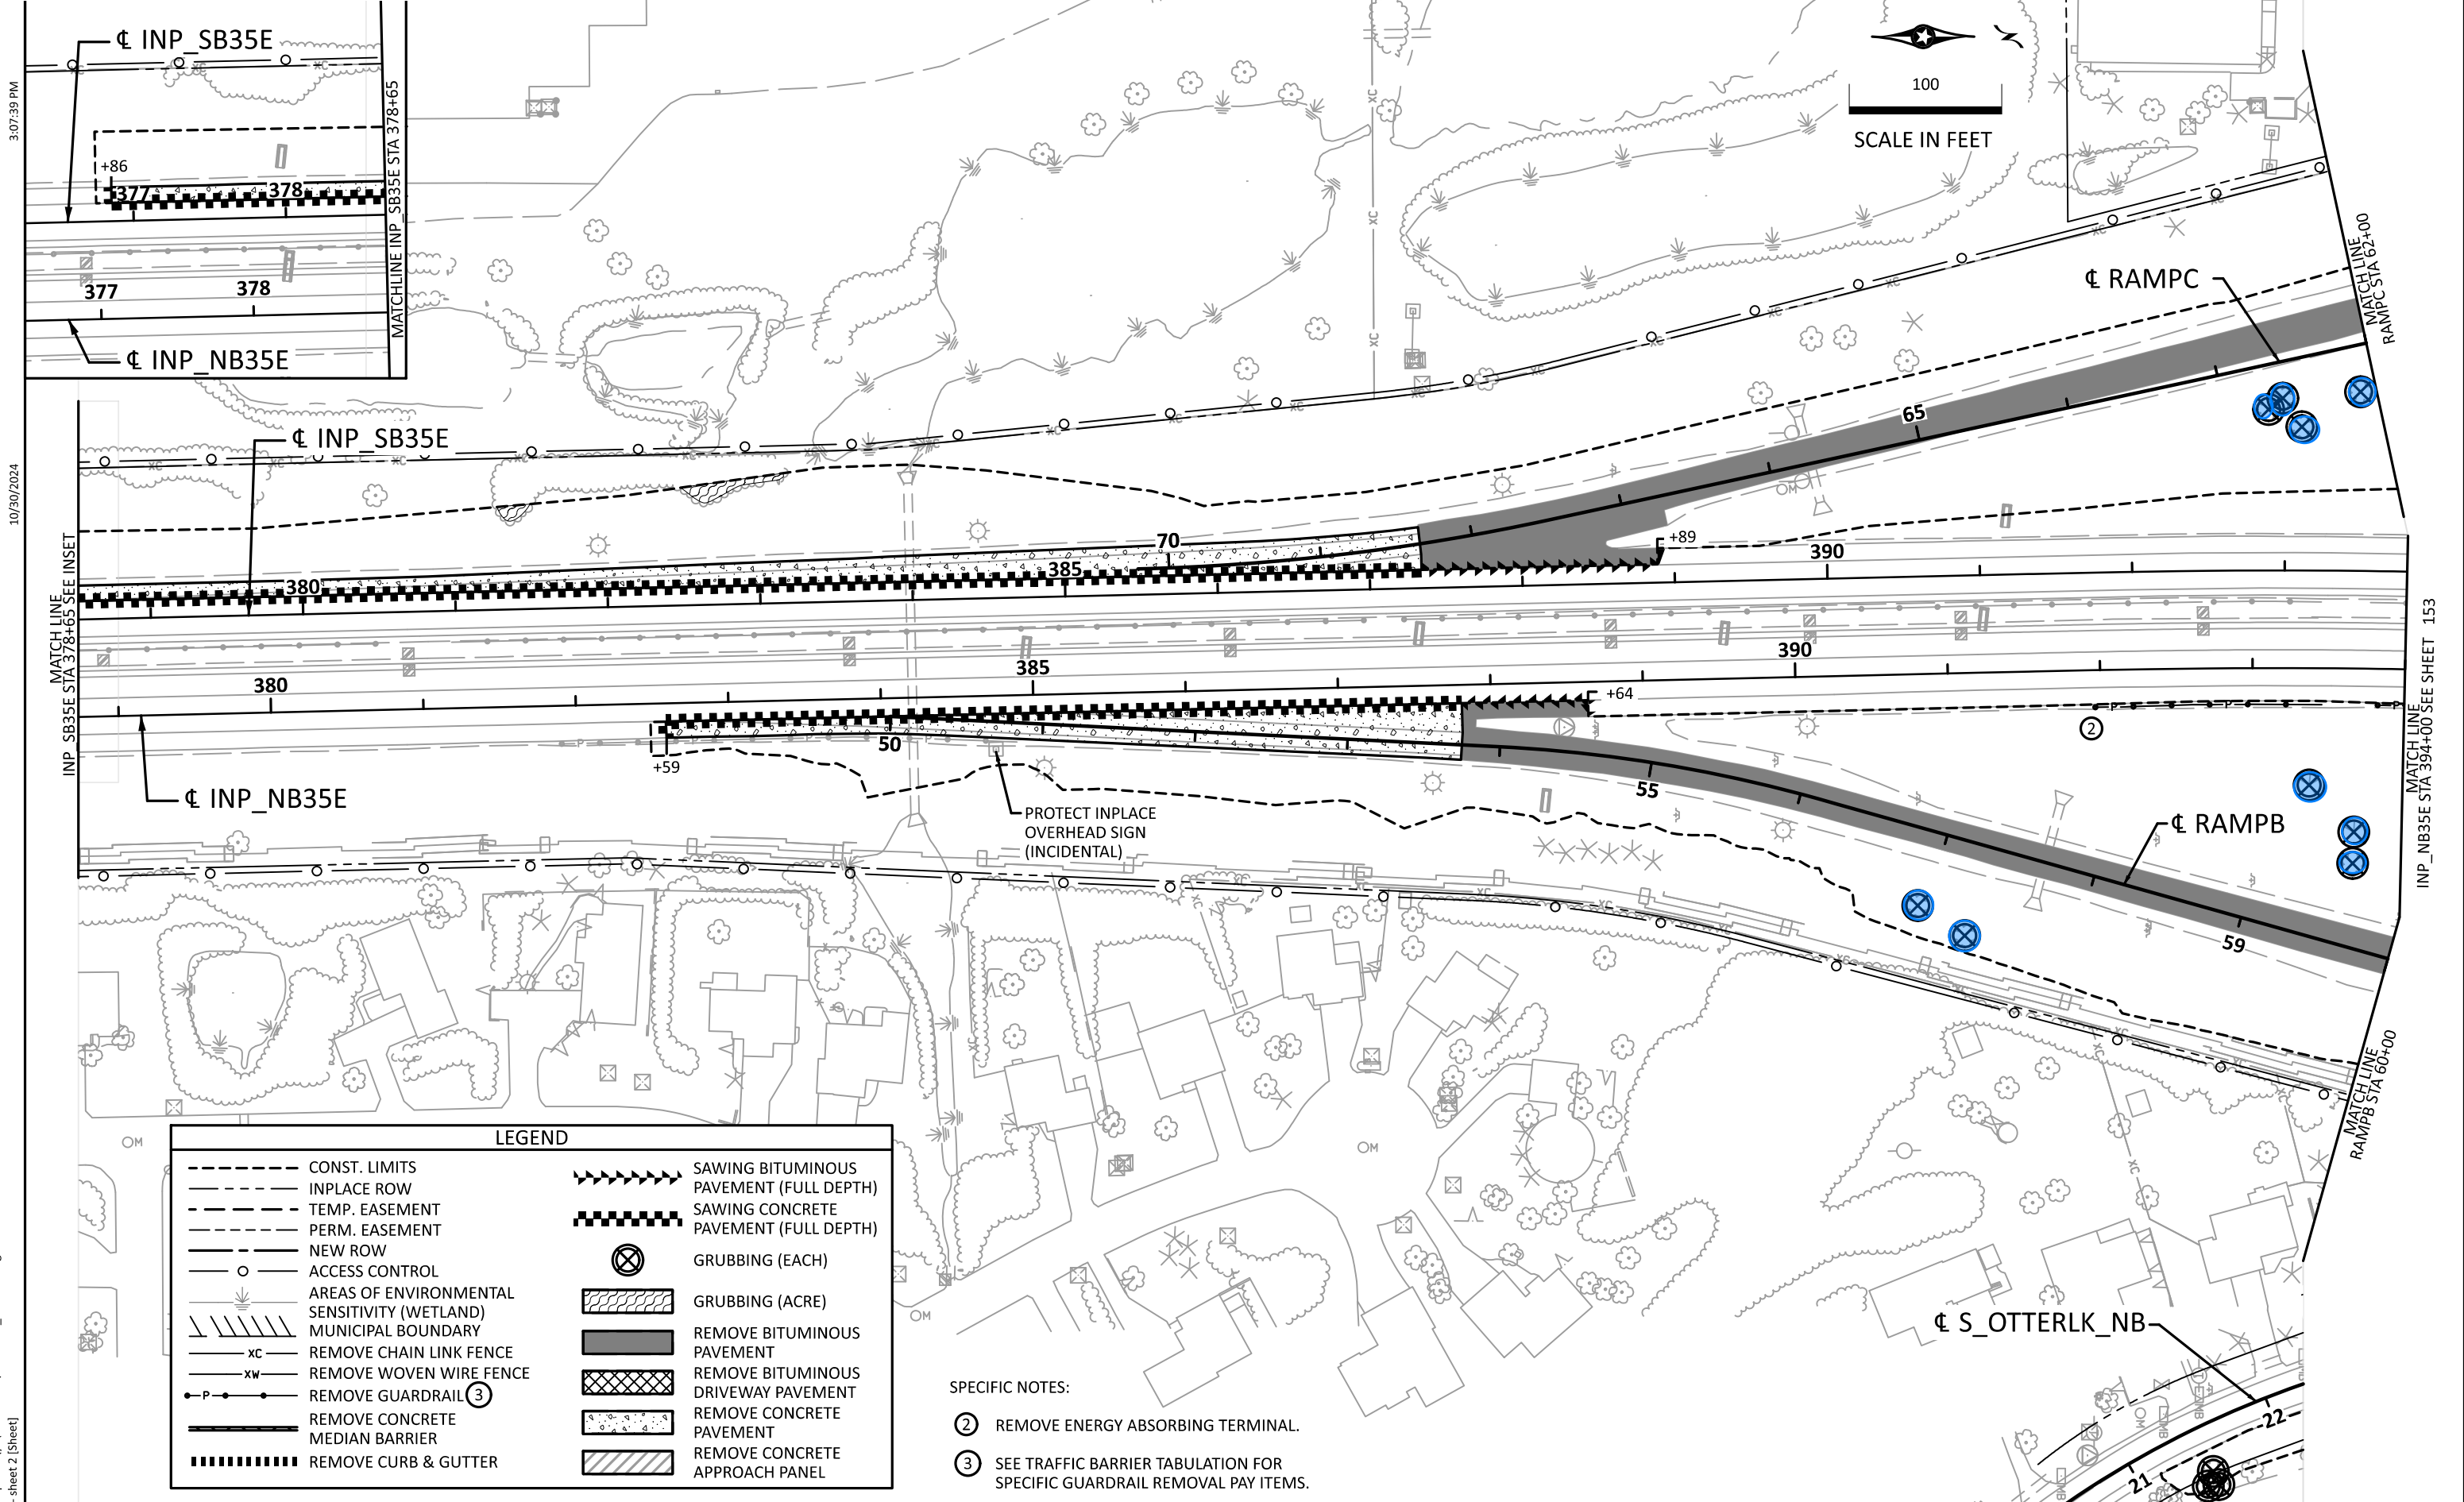 3:07:39 PM
10/30/2024
- sheet 2 [Sheet]
℄ INP_SB35E
+86
377
378
377
378
℄ INP_NB35E
MATCHLINE INP_SB35E STA 378+65
100
SCALE IN FEET
℄ RAMPC
MATCH LINE
RAMPC STA 62+00
℄ INP_SB35E
65
70
+89
380
385
390
MATCH LINE
INP_SB35E STA 378+65 SEE INSET
380
385
390
+64
50
+59
55
59
2
℄ INP_NB35E
PROTECT INPLACE
OVERHEAD SIGN
(INCIDENTAL)
℄ RAMPB
MATCH LINE
INP_NB35E STA 394+00 SEE SHEET 153
MATCH LINE
RAMPB STA 60+00
℄ S_OTTERLK_NB
22
21
LEGEND
CONST. LIMITS
INPLACE ROW
TEMP. EASEMENT
PERM. EASEMENT
NEW ROW
ACCESS CONTROL
AREAS OF ENVIRONMENTAL
SENSITIVITY (WETLAND)
MUNICIPAL BOUNDARY
XC REMOVE CHAIN LINK FENCE
XW REMOVE WOVEN WIRE FENCE
P REMOVE GUARDRAIL 3
REMOVE CONCRETE
MEDIAN BARRIER
REMOVE CURB & GUTTER
SAWING BITUMINOUS
PAVEMENT (FULL DEPTH)
SAWING CONCRETE
PAVEMENT (FULL DEPTH)
GRUBBING (EACH)
GRUBBING (ACRE)
REMOVE BITUMINOUS
PAVEMENT
REMOVE BITUMINOUS
DRIVEWAY PAVEMENT
REMOVE CONCRETE
PAVEMENT
REMOVE CONCRETE
APPROACH PANEL
SPECIFIC NOTES:
2 REMOVE ENERGY ABSORBING TERMINAL.
3 SEE TRAFFIC BARRIER TABULATION FOR
SPECIFIC GUARDRAIL REMOVAL PAY ITEMS.